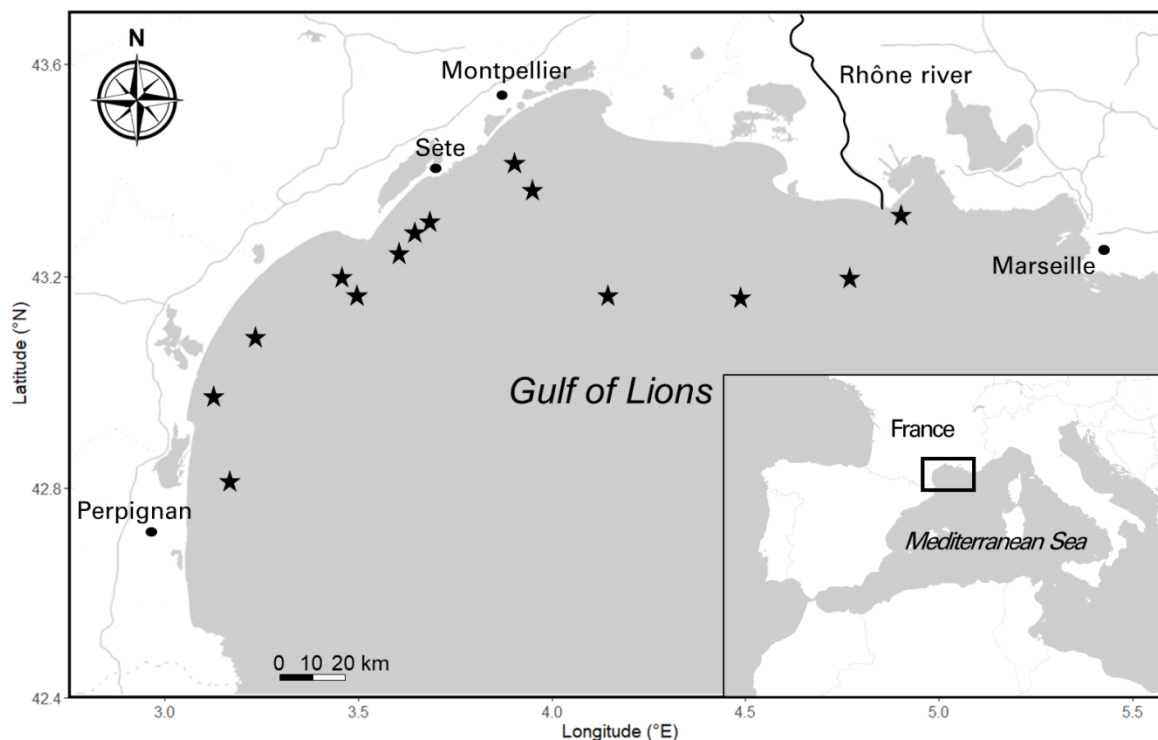 N
43.6
Montpellier
Rhône river
Sète
43.2
Marseille
Latitude (°N)
Gulf of Lions
France
42.8
Perpignan
Mediterranean Sea
0 10 20 km
42.4
3.0 3.5 4.0 4.5 5.0 5.5
Longitude (°E)